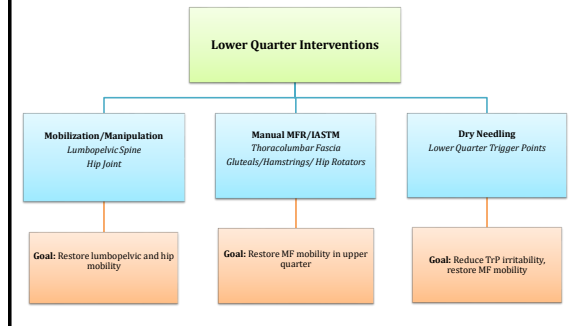 Lower Quarter Interventions
Mobilization/Manipulation
Lumbopelvic Spine
Hip Joint
Manual MFR/IASTM
Thoracolumbar Fascia
Gluteals/Hamstrings/ Hip Rotators
Dry Needling
Lower Quarter Trigger Points
Goal: Restore lumbopelvic and hip
mobility
Goal: Restore MF mobility in upper
quarter
Goal: Reduce TrP irritability,
restore MF mobility